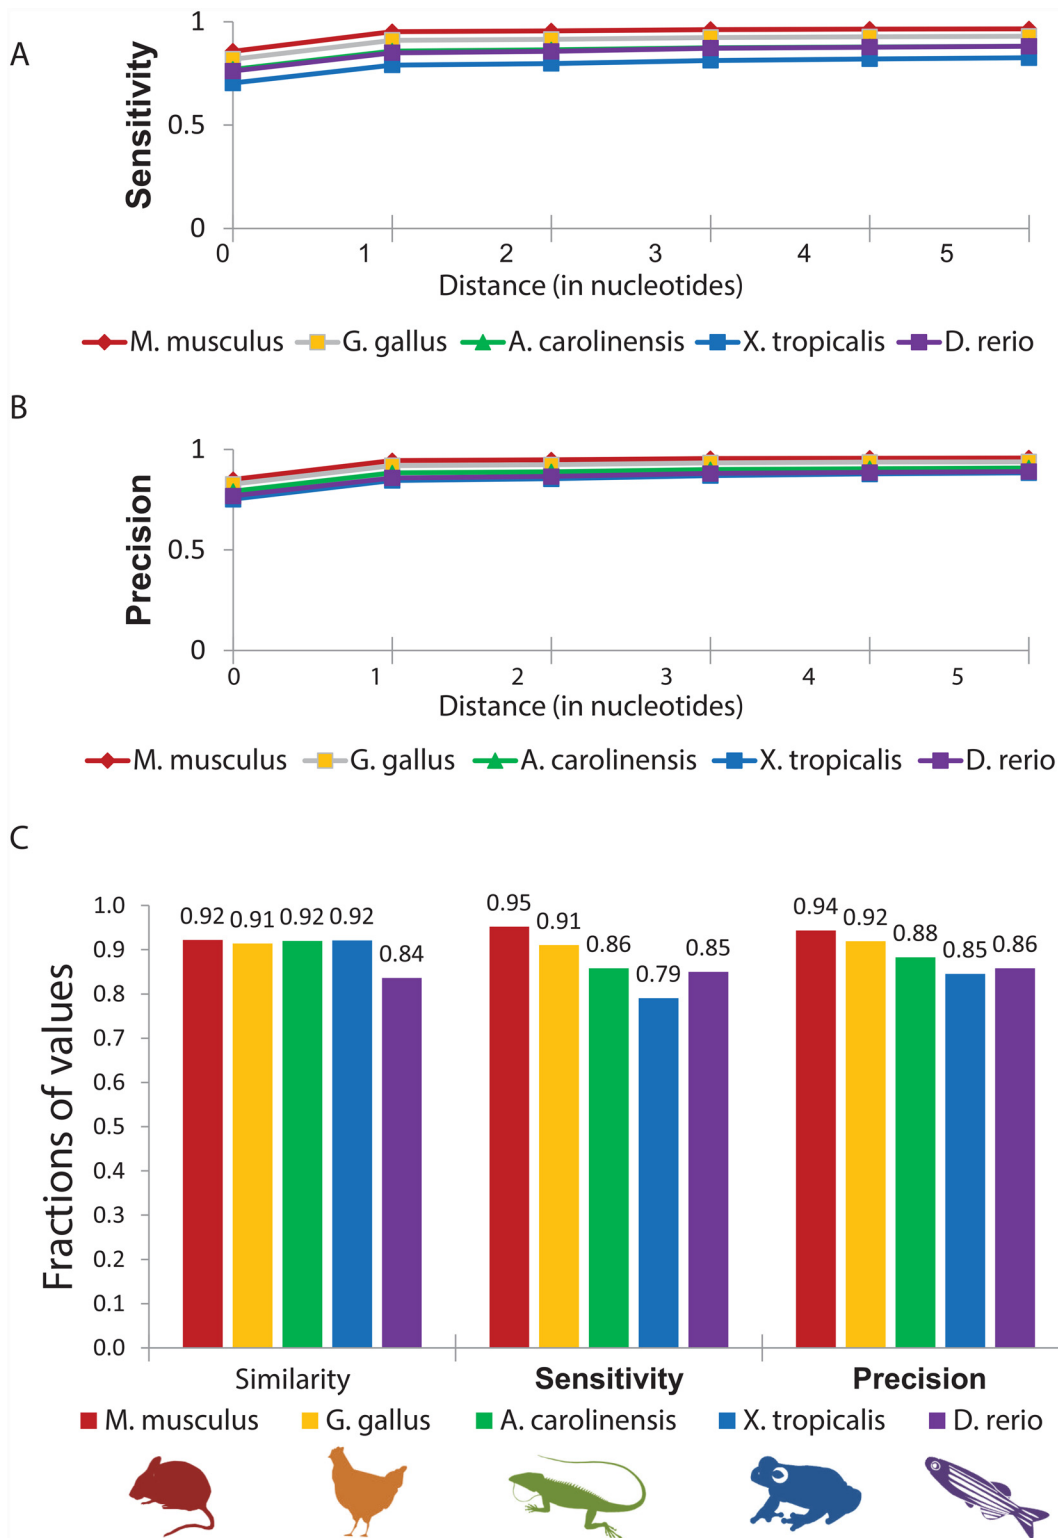 A
Sensitivity
1
0.5
0
0 1 2 3 4 5
Distance (in nucleotides)
M. musculus G. gallus A. carolinensis X. tropicalis D. rerio
B
Precision
1
0.5
0
0 1 2 3 4 5
Distance (in nucleotides)
M. musculus G. gallus A. carolinensis X. tropicalis D. rerio
C
Fractions of values
1.0
0.9
0.8
0.7
0.6
0.5
0.4
0.3
0.2
0.1
0.0
0.92 0.91 0.92 0.92 0.84
0.95 0.91 0.86 0.79 0.85
0.94 0.92 0.88 0.85 0.86
Similarity Sensitivity Precision
M. musculus G. gallus A. carolinensis X. tropicalis D. rerio